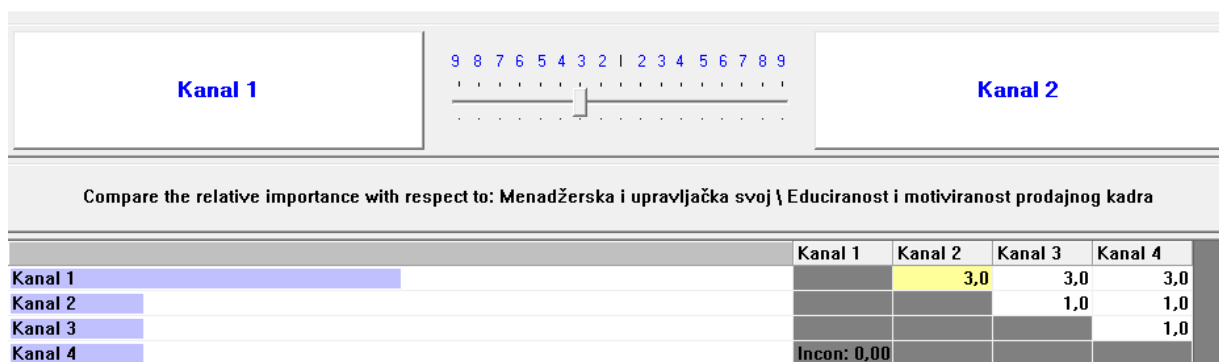 Kanal 1
9 8 7 6 5 4 3 2 1 2 3 4 5 6 7 8 9
Kanal 2
Compare the relative importance with respect to: Menadžerska i upravljačka svoj \ Educiranost i motiviranost prodajnog kadra
Kanal 1 Kanal 2 Kanal 3 Kanal 4
Kanal 1 3,0 3,0 3,0
Kanal 2 1,0 1,0
Kanal 3 1,0
Kanal 4 Incon: 0,00